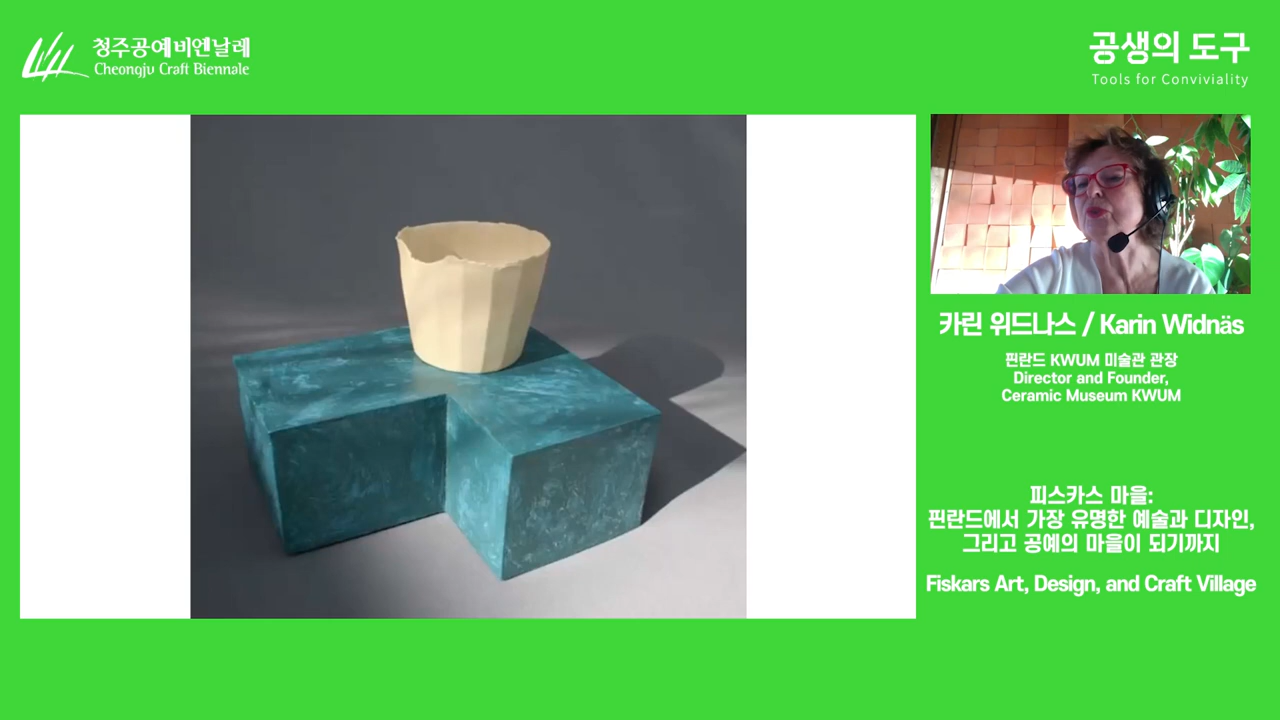 청주공예비엔날레
Cheongju Craft Biennale
공생의 도구
Tools for Conviviality
카린 위드나스 / Karin Widnäs
핀란드 KWUM 미술관 관장
Director and Founder,
Ceramic Museum KWUM
피스카스 마을:
핀란드에서 가장 유명한 예술과 디자인,
그리고 공예의 마을이 되기까지
Fiskars Art, Design, and Craft Village